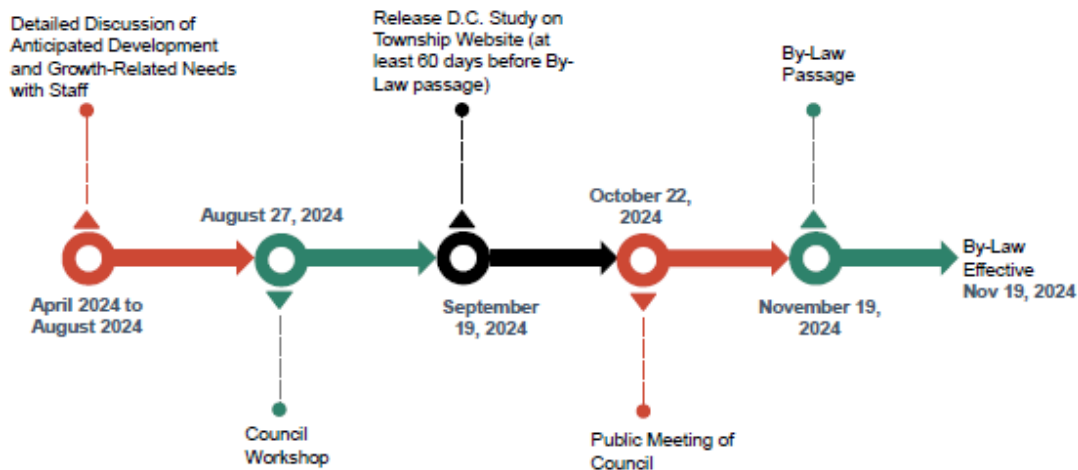 Detailed Discussion of
Anticipated Development
and Growth-Related Needs
with Staff
April 2024 to
August 2024
August 27, 2024
Council
Workshop
Release D.C. Study on
Township Website (at
least 60 days before By-
Law passage)
September
19, 2024
October 22,
2024
Public Meeting of
Council
By-Law
Passage
November 19,
2024
By-Law
Effective
Nov 19, 2024